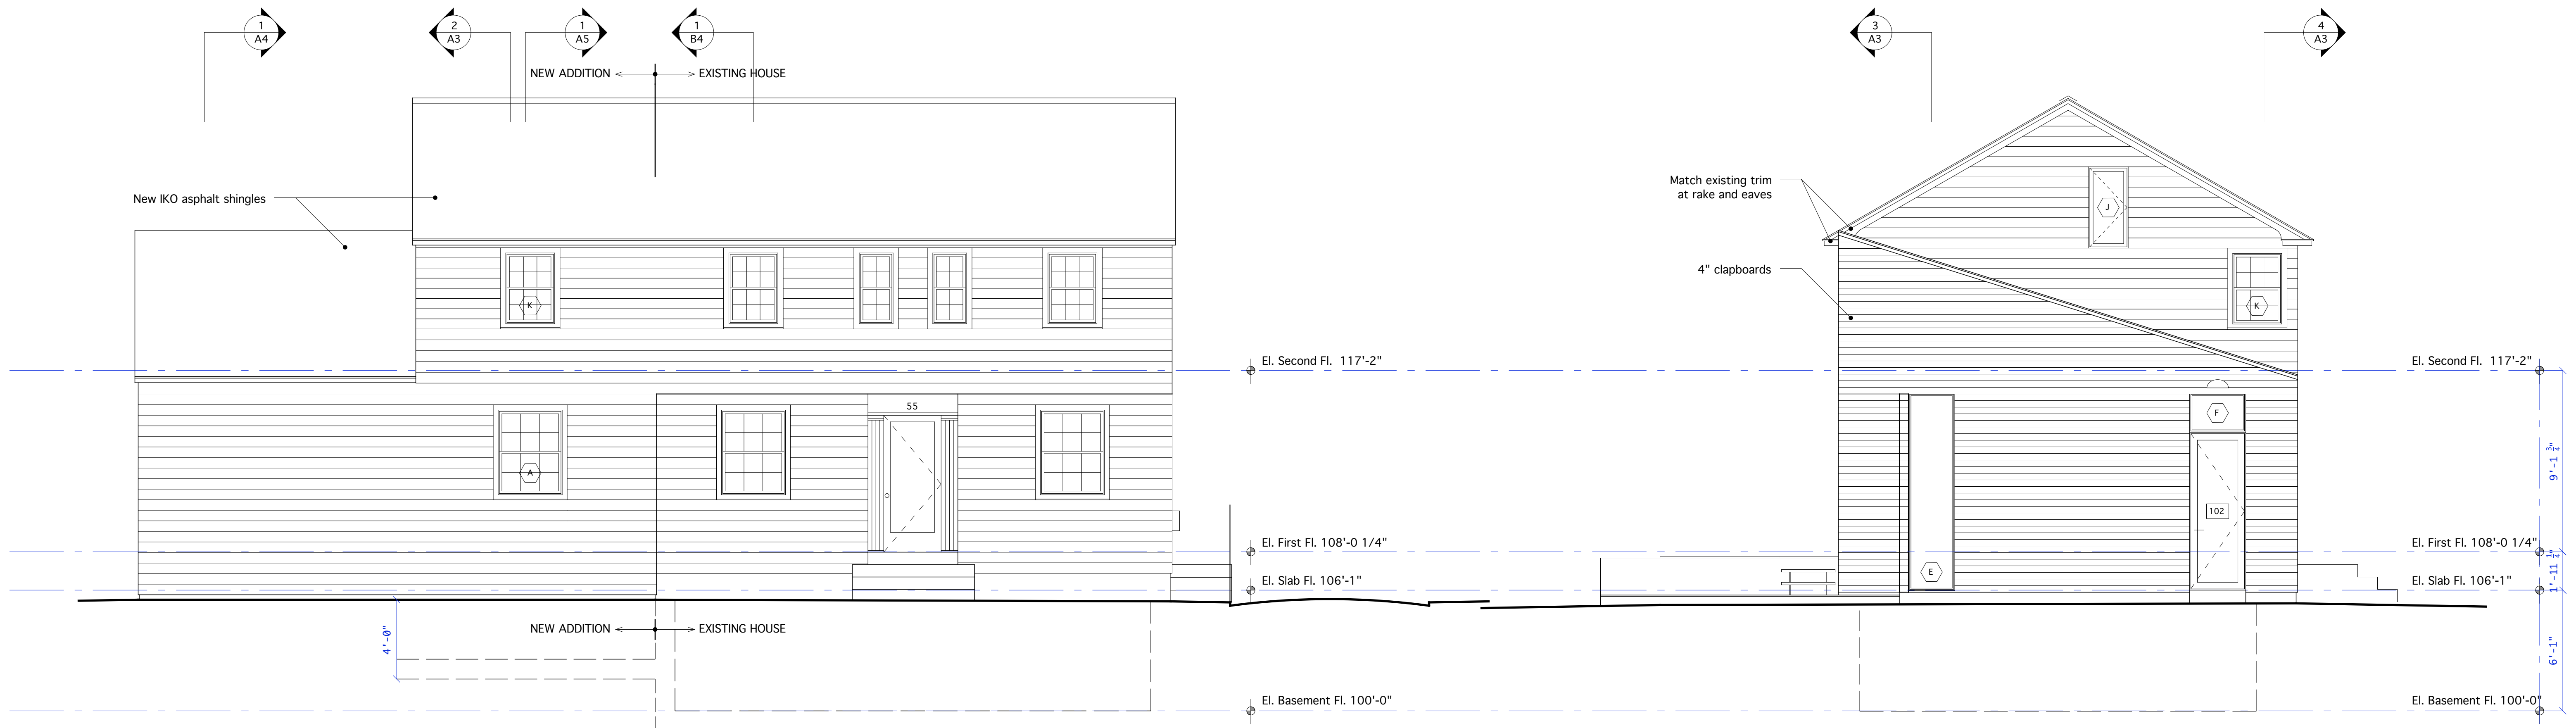 1
A4
2
A3
1
A5
1
B4
3
A3
4
A3
NEW ADDITION
EXISTING HOUSE
New IKO asphalt shingles
Match existing trim
at rake and eaves
J
4" clapboards
K
K
El. Second Fl. 117'-2"
El. Second Fl. 117'-2"
55
F
A
9'-1 3/4"
102
El. First Fl. 108'-0 1/4"
El. First Fl. 108'-0 1/4"
E
1'-11 1/4"
El. Slab Fl. 106'-1"
El. Slab Fl. 106'-1"
NEW ADDITION
EXISTING HOUSE
4'-0"
6'-1"
El. Basement Fl. 100'-0"
El. Basement Fl. 100'-0"